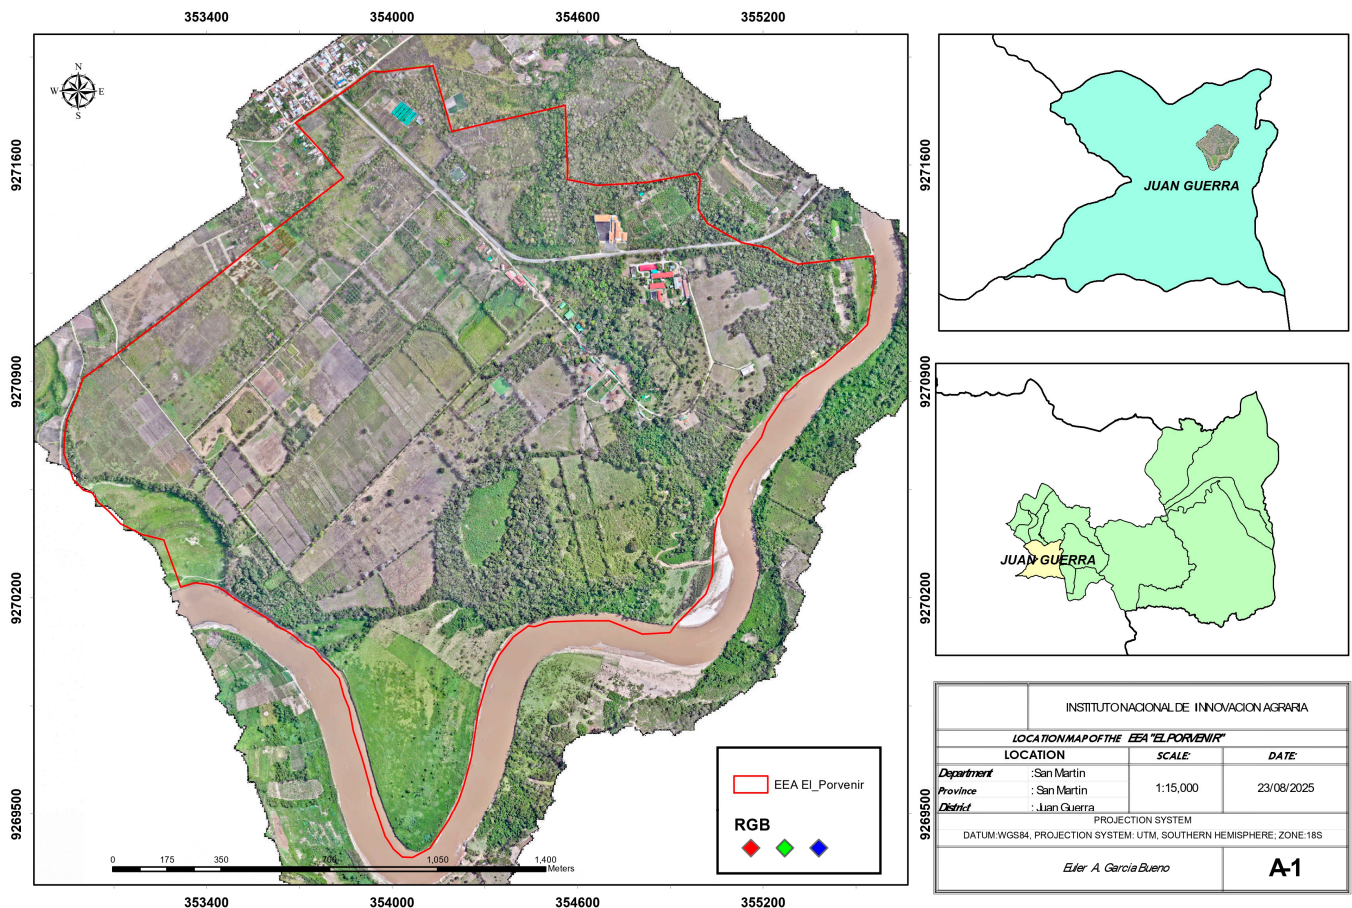 353400 354000 354600 355200
N
W E
S
9271600
9270900
9270200
9269500
9271600
9270900
9270200
9269500
JUAN GUERRA
JUAN GUERRA
EEA El_Porvenir
RGB
0 175 350 700 1,050 1,400
Meters
353400 354000 354600 355200
INSTITUTO NACIONAL DE INNOVACION AGRARIA
LOCATION MAP OF THE EEA "EL PORVENIR"
LOCATION SCALE: DATE:
Department : San Martin
Province : San Martin 1:15,000 23/08/2025
District : Juan Guerra
PROJECTION SYSTEM
DATUM:WGS84, PROJECTION SYSTEM: UTM, SOUTHERN HEMISPHERE; ZONE:18S
Euler A. García Bueno A-1